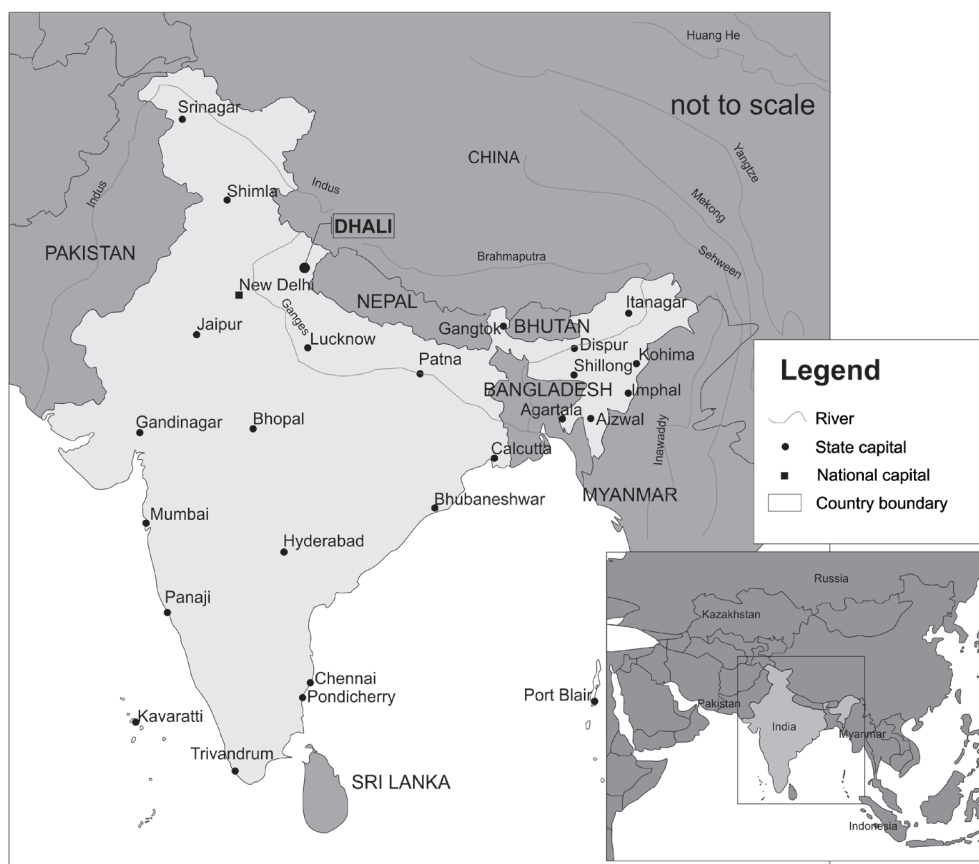 Huang He
not to scale
Srinagar
CHINA
Yangtze
Indus
Indus
Shimla
Mekong
DHALI
PAKISTAN
Brahmaputra
Sehween
New Delhi
NEPAL
Itanagar
Ganges
Jaipur
Gangtok
BHUTAN
Lucknow
Dispur
Patna
Shillong
Kohima
BANGLADESH
Imphal
Agartala
Aizwal
Gandinagar
Bhopal
Inawaddy
Calcutta
MYANMAR
Bhubaneshwar
Mumbai
Hyderabad
Panaji
Chennai
Pondicherry
Port Blair
Kavaratti
Trivandrum
SRI LANKA
Legend
River
State capital
National capital
Country boundary
Russia
Kazakhstan
Pakistan
India
Myanmar
Indonesia